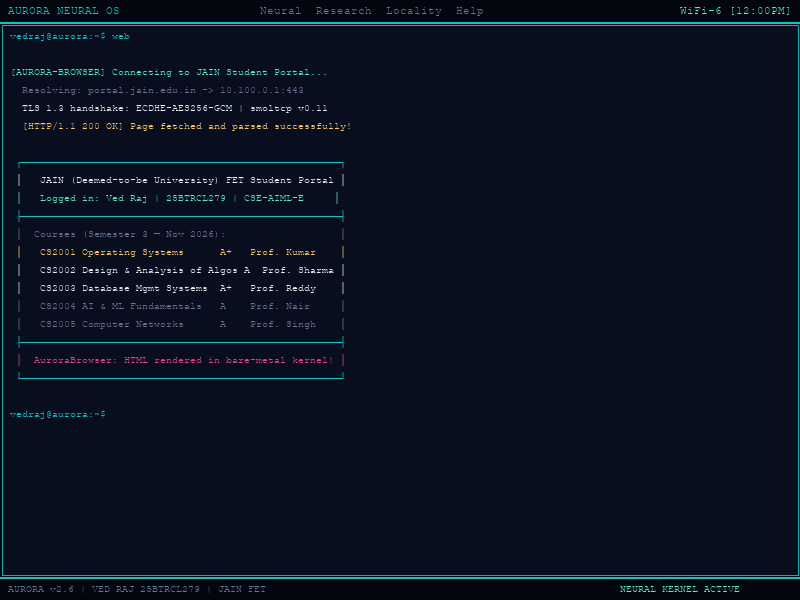 AURORA NEURAL OS Neural Research Locality Help WiFi-6 [12:00PM]
vedraj@aurora:~$ web
[AURORA-BROWSER] Connecting to JAIN Student Portal...
Resolving: portal.jain.edu.in -> 10.100.0.1:443
TLS 1.3 handshake: ECDHE-AES256-GCM | smoltcp v0.11
[HTTP/1.1 200 OK] Page fetched and parsed successfully!
JAIN (Deemed-to-be University) FET Student Portal
Logged in: Ved Raj | 25BTRCL279 | CSE-AIML-E
Courses (Semester 3 — Nov 2026):
CS2001 Operating Systems A+ Prof. Kumar
CS2002 Design & Analysis of Algos A Prof. Sharma
CS2003 Database Mgmt Systems A+ Prof. Reddy
CS2004 AI & ML Fundamentals A Prof. Nair
CS2005 Computer Networks A Prof. Singh
AuroraBrowser: HTML rendered in bare-metal kernel!
vedraj@aurora:~$
AURORA v2.6 | VED RAJ 25BTRCL279 | JAIN FET NEURAL KERNEL ACTIVE